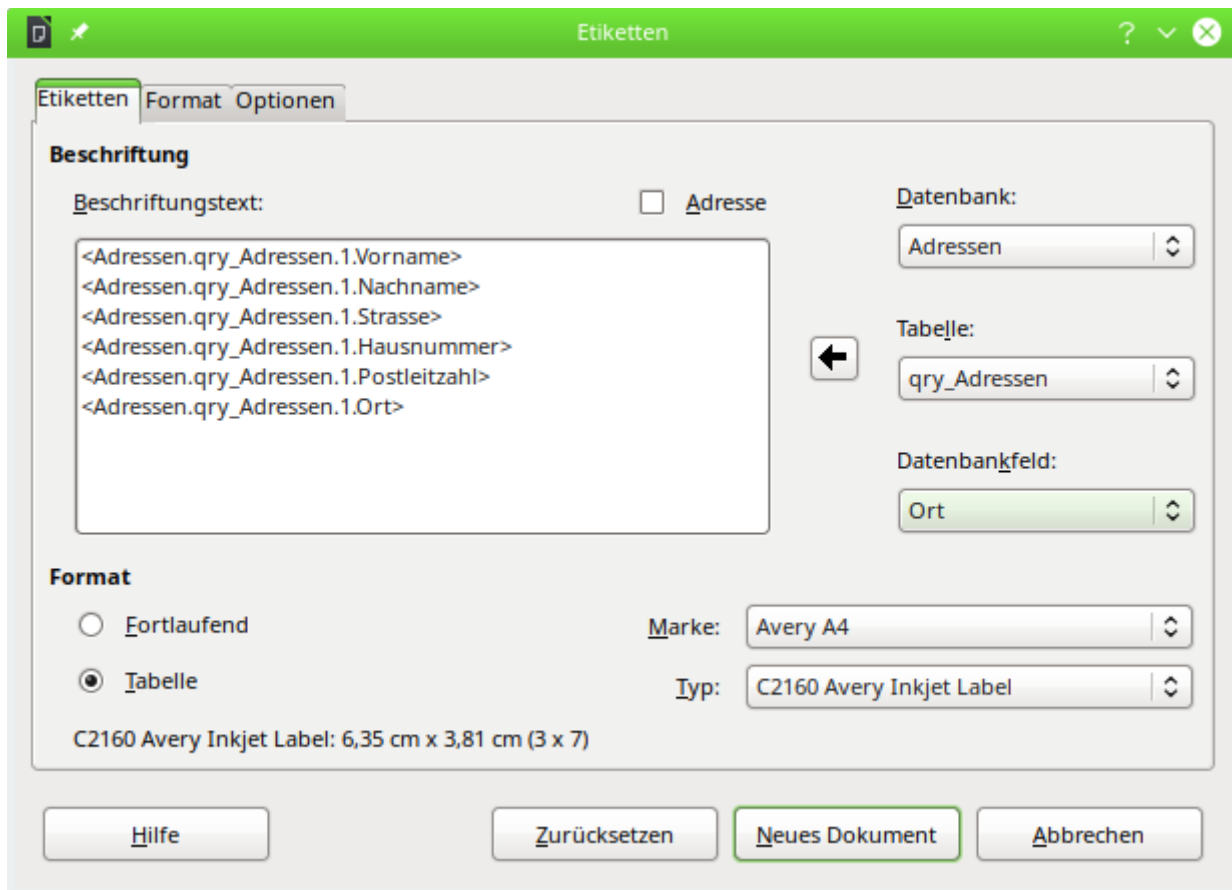 Etiketten
Etiketten Format Optionen
Beschriftung
Beschriftungstext:
Adresse
<Adressen.qry_Adressen.1.Vorname>
<Adressen.qry_Adressen.1.Nachname>
<Adressen.qry_Adressen.1.Strasse>
<Adressen.qry_Adressen.1.Hausnummer>
<Adressen.qry_Adressen.1.Postleitzahl>
<Adressen.qry_Adressen.1.Ort>
Datenbank:
Adressen
Tabelle:
qry_Adressen
Datenbankfeld:
Ort
Format
Fortlaufend
Tabelle
Marke: Avery A4
Typ: C2160 Avery Inkjet Label
C2160 Avery Inkjet Label: 6,35 cm x 3,81 cm (3 x 7)
Hilfe Zurücksetzen Neues Dokument Abbrechen